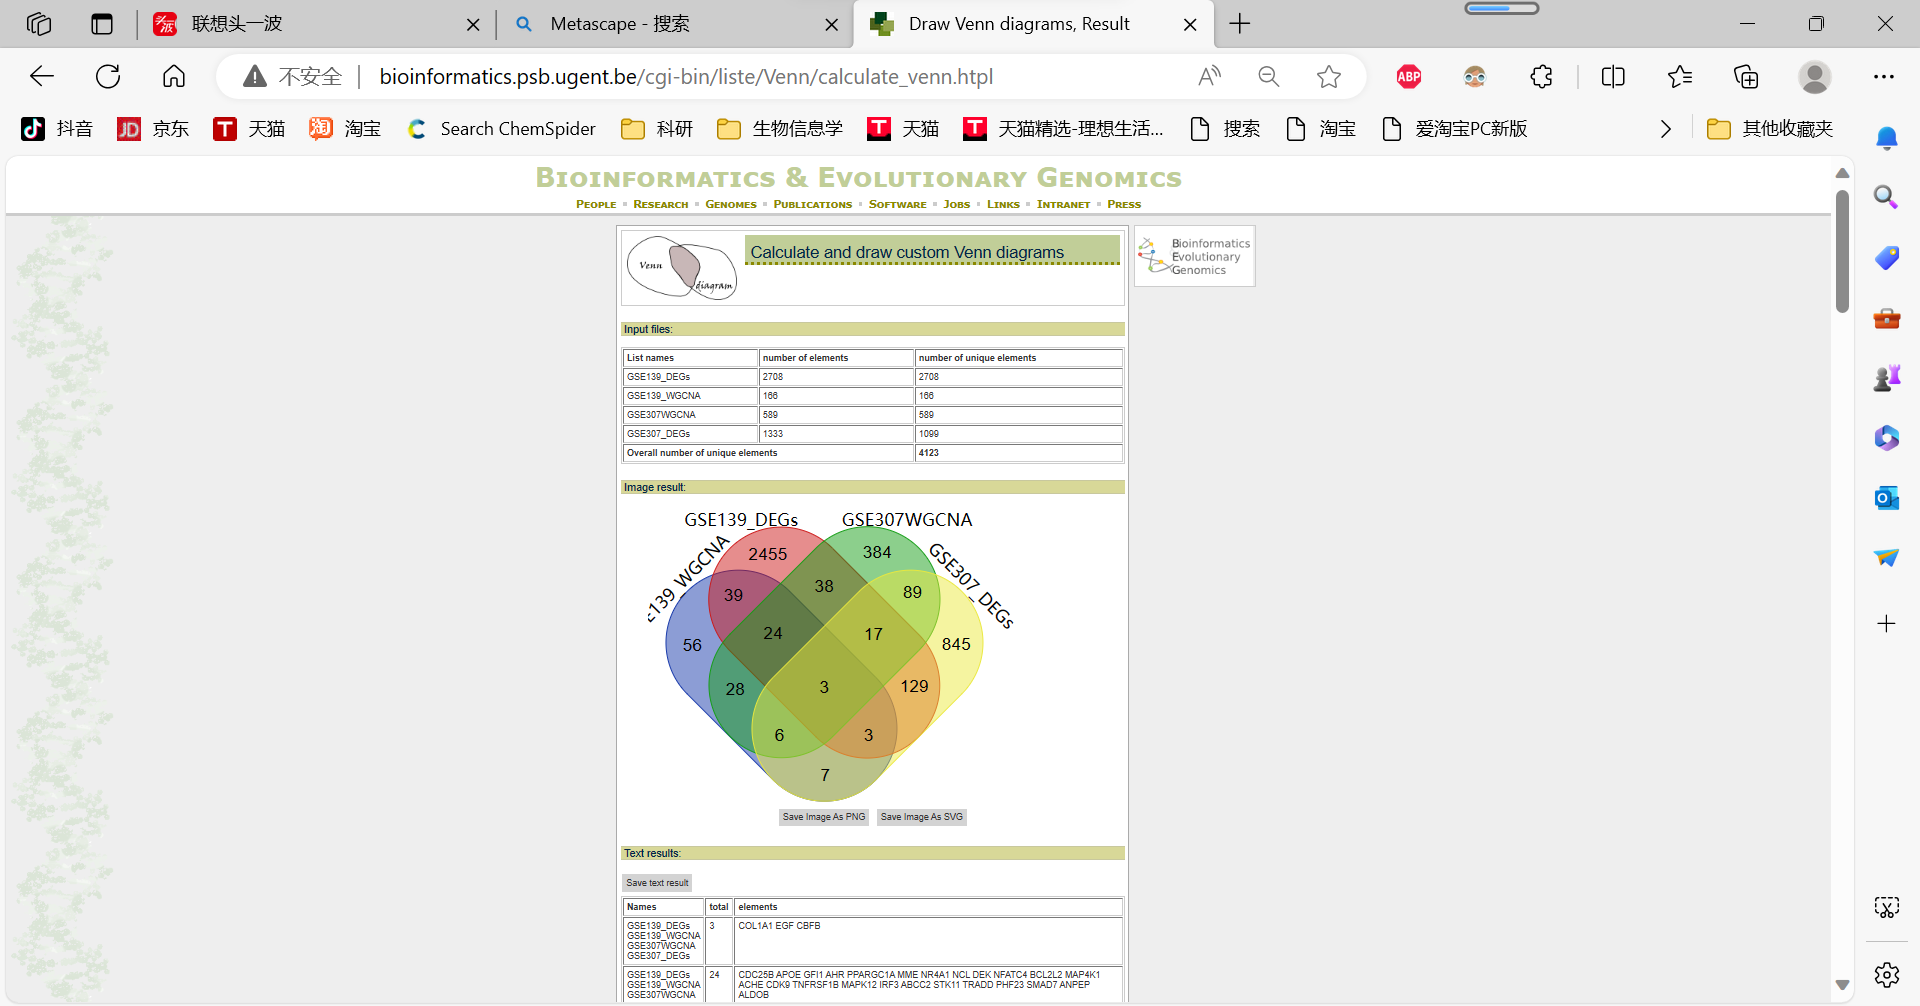 联想头一波
Metascape - 搜索
Draw Venn diagrams, Result
不安全
bioinformatics.psb.ugent.be/cgi-bin/liste/Venn/calculate_venn.htpl
ABP
抖音
JD 京东
T 天猫
淘 淘宝
Search ChemSpider
科研
生物信息学
T 天猫
T 天猫精选-理想生活...
搜索
淘宝
爱淘宝PC新版
其他收藏夹
BIOINFORMATICS & EVOLUTIONARY GENOMICS
PEOPLE RESEARCH GENOMES PUBLICATIONS SOFTWARE JOBS LINKS INTRANET PRESS
Venn
diagram
Calculate and draw custom Venn diagrams
Bioinformatics
Evolutionary
Genomics
Input files:
List names number of elements number of unique elements
GSE139_DEGs 2708 2708
GSE139_WGCNA 166 166
GSE307WGCNA 589 589
GSE307_DEGs 1333 1099
Overall number of unique elements 4123
Image result:
GSE139_DEGs GSE307WGCNA
E139_WGCNA
GSE307_DEGs
2455 384
38
39 89
24 17
56 845
28 3 129
6 3
7
Save Image As PNG Save Image As SVG
Text results:
Save text result
Names total elements
GSE139_DEGs 3 COL1A1 EGF CBFB
GSE139_WGCNA
GSE307WGCNA
GSE307_DEGs
GSE139_DEGs 24 CDC25B APOE GFI1 AHR PPARGC1A MME NR4A1 NCL DEK NFATC4 BCL2L2 MAP4K1
GSE139_WGCNA ACHE CDK9 TNFRSF1B MAPK12 IRF3 ABCC2 STK11 TRADD PHF23 SMAD7 ANPEP
GSE307WGCNA ALDOB